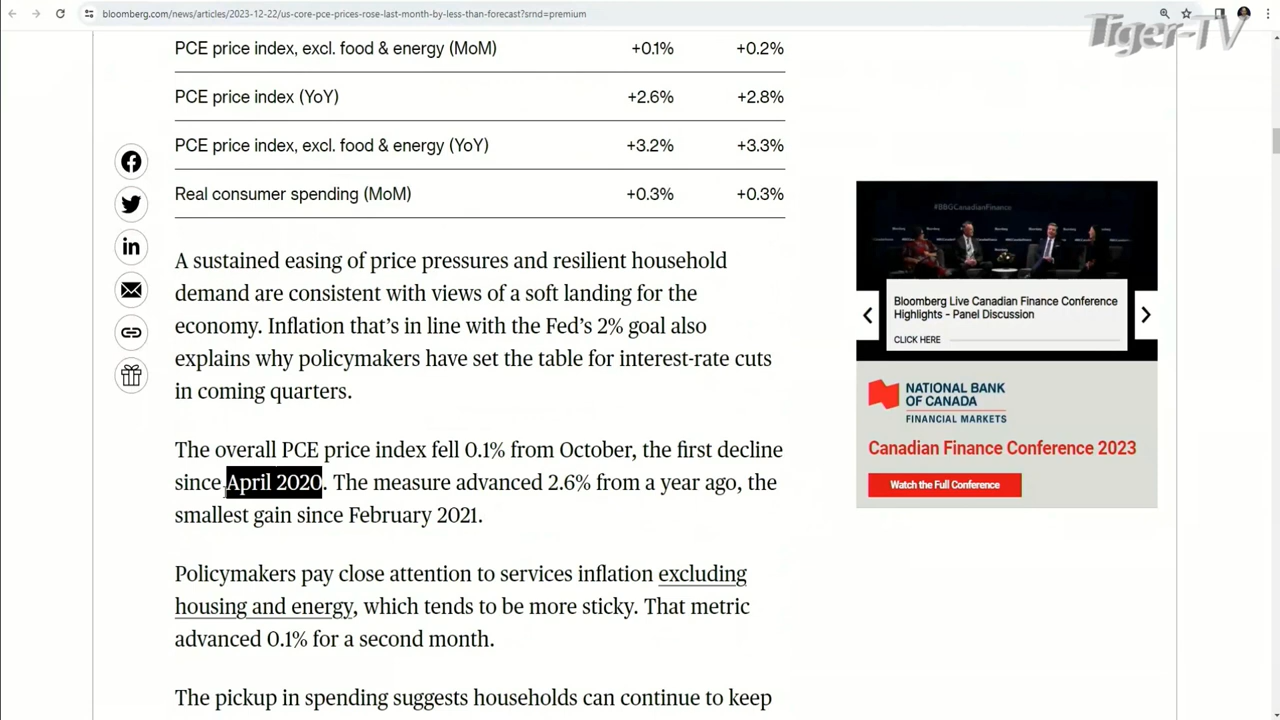 bloomberg.com/news/articles/2023-12-22/us-core-pce-prices-rose-last-month-by-less-than-forecast?srnd=premium
Tiger-TV
PCE price index, excl. food & energy (MoM) +0.1% +0.2%
PCE price index (YoY) +2.6% +2.8%
PCE price index, excl. food & energy (YoY) +3.2% +3.3%
Real consumer spending (MoM) +0.3% +0.3%
A sustained easing of price pressures and resilient household
demand are consistent with views of a soft landing for the
economy. Inflation that's in line with the Fed's 2% goal also
explains why policymakers have set the table for interest-rate cuts
in coming quarters.
The overall PCE price index fell 0.1% from October, the first decline
since April 2020. The measure advanced 2.6% from a year ago, the
smallest gain since February 2021.
Policymakers pay close attention to services inflation excluding
housing and energy, which tends to be more sticky. That metric
advanced 0.1% for a second month.
The pickup in spending suggests households can continue to keep
#BBGCanadianFinance
Bloomberg Live Canadian Finance Conference
Highlights - Panel Discussion
CLICK HERE
NATIONAL BANK
OF CANADA
FINANCIAL MARKETS
Canadian Finance Conference 2023
Watch the Full Conference